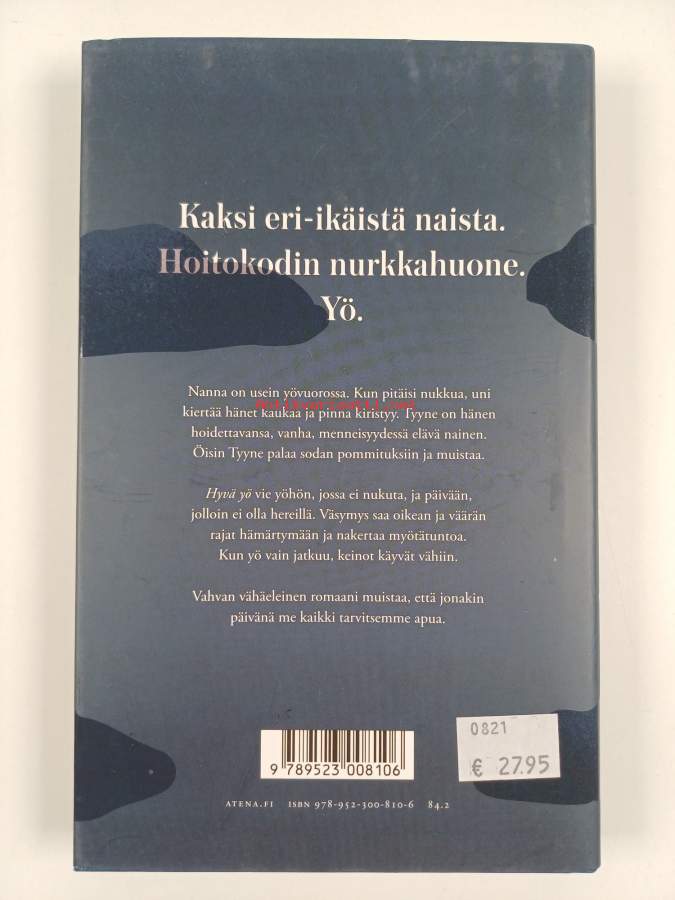 Kaksi eri-ikäistä naista.
Hoitokodin nurkkahuone.
Yö.
Nanna on usein yövuorossa. Kun pitäisi nukkua, uni
kiertää hänet kaukaa ja pinna kiristyy. Tyyne on hänen
hoidettavansa, vanha, menneisyydessä elävä nainen.
Öisin Tyyne palaa sodan pommituksiin ja muistaa.
Hyvä yö vie yöhön, jossa ei nukuta, ja päivään,
jolloin ei olla hereillä. Väsymys saa oikean ja väärän
rajat hämärtymään ja nakertaa myötätuntoa.
Kun yö vain jatkuu, keinot käyvät vähiin.
Vahvan vähäeleinen romaani muistaa, että jonakin
päivänä me kaikki tarvitsemme apua.
0821
€ 27.95
9 789523 008106
ATENA.FI ISBN 978-952-300-810-6 84.2